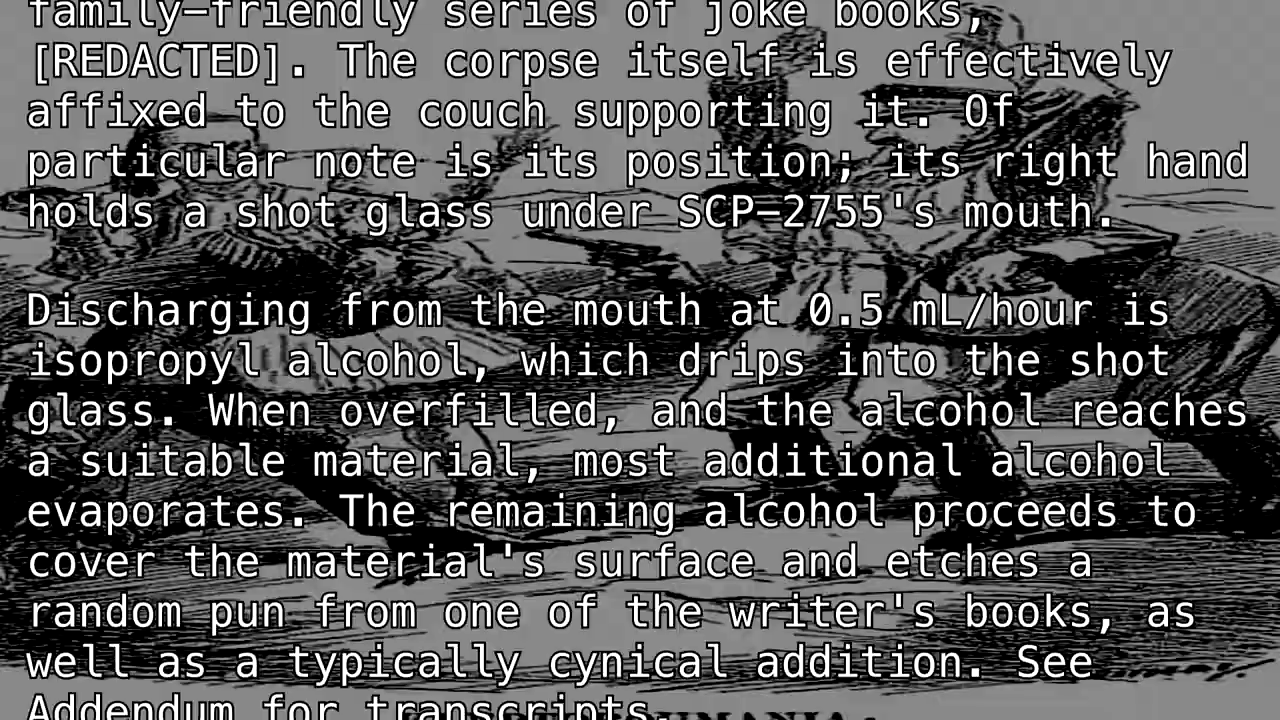 family–friendly series of joke books,
[REDACTED]. The corpse itself is effectively
affixed to the couch supporting it. Of
particular note is its position; its right hand
holds a shot glass under SCP–2755's mouth.
Discharging from the mouth at 0.5 mL/hour is
isopropyl alcohol, which drips into the shot
glass. When overfilled, and the alcohol reaches
a suitable material, most additional alcohol
evaporates. The remaining alcohol proceeds to
cover the material's surface and etches a
random pun from one of the writer's books, as
well as a typically cynical addition. See
Addendum for transcripts.